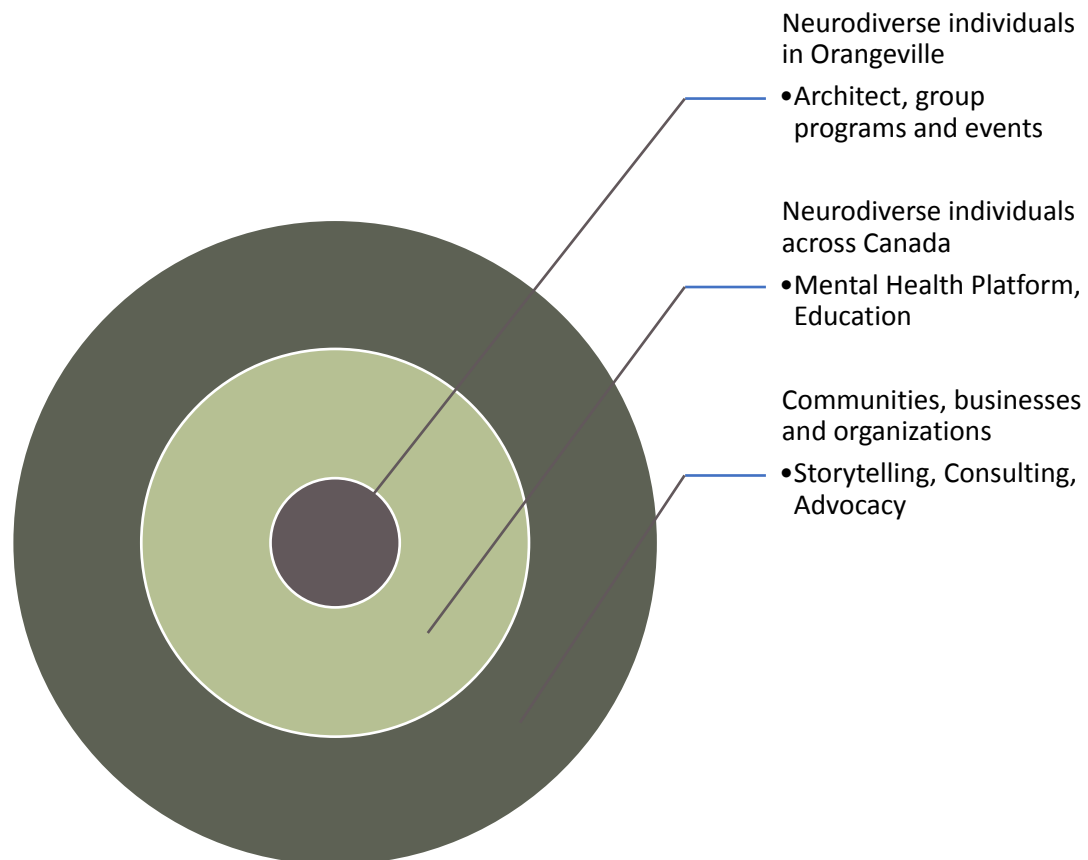 Neurodiverse individuals
in Orangeville
•Architect, group
programs and events
Neurodiverse individuals
across Canada
•Mental Health Platform,
Education
Communities, businesses
and organizations
•Storytelling, Consulting,
Advocacy